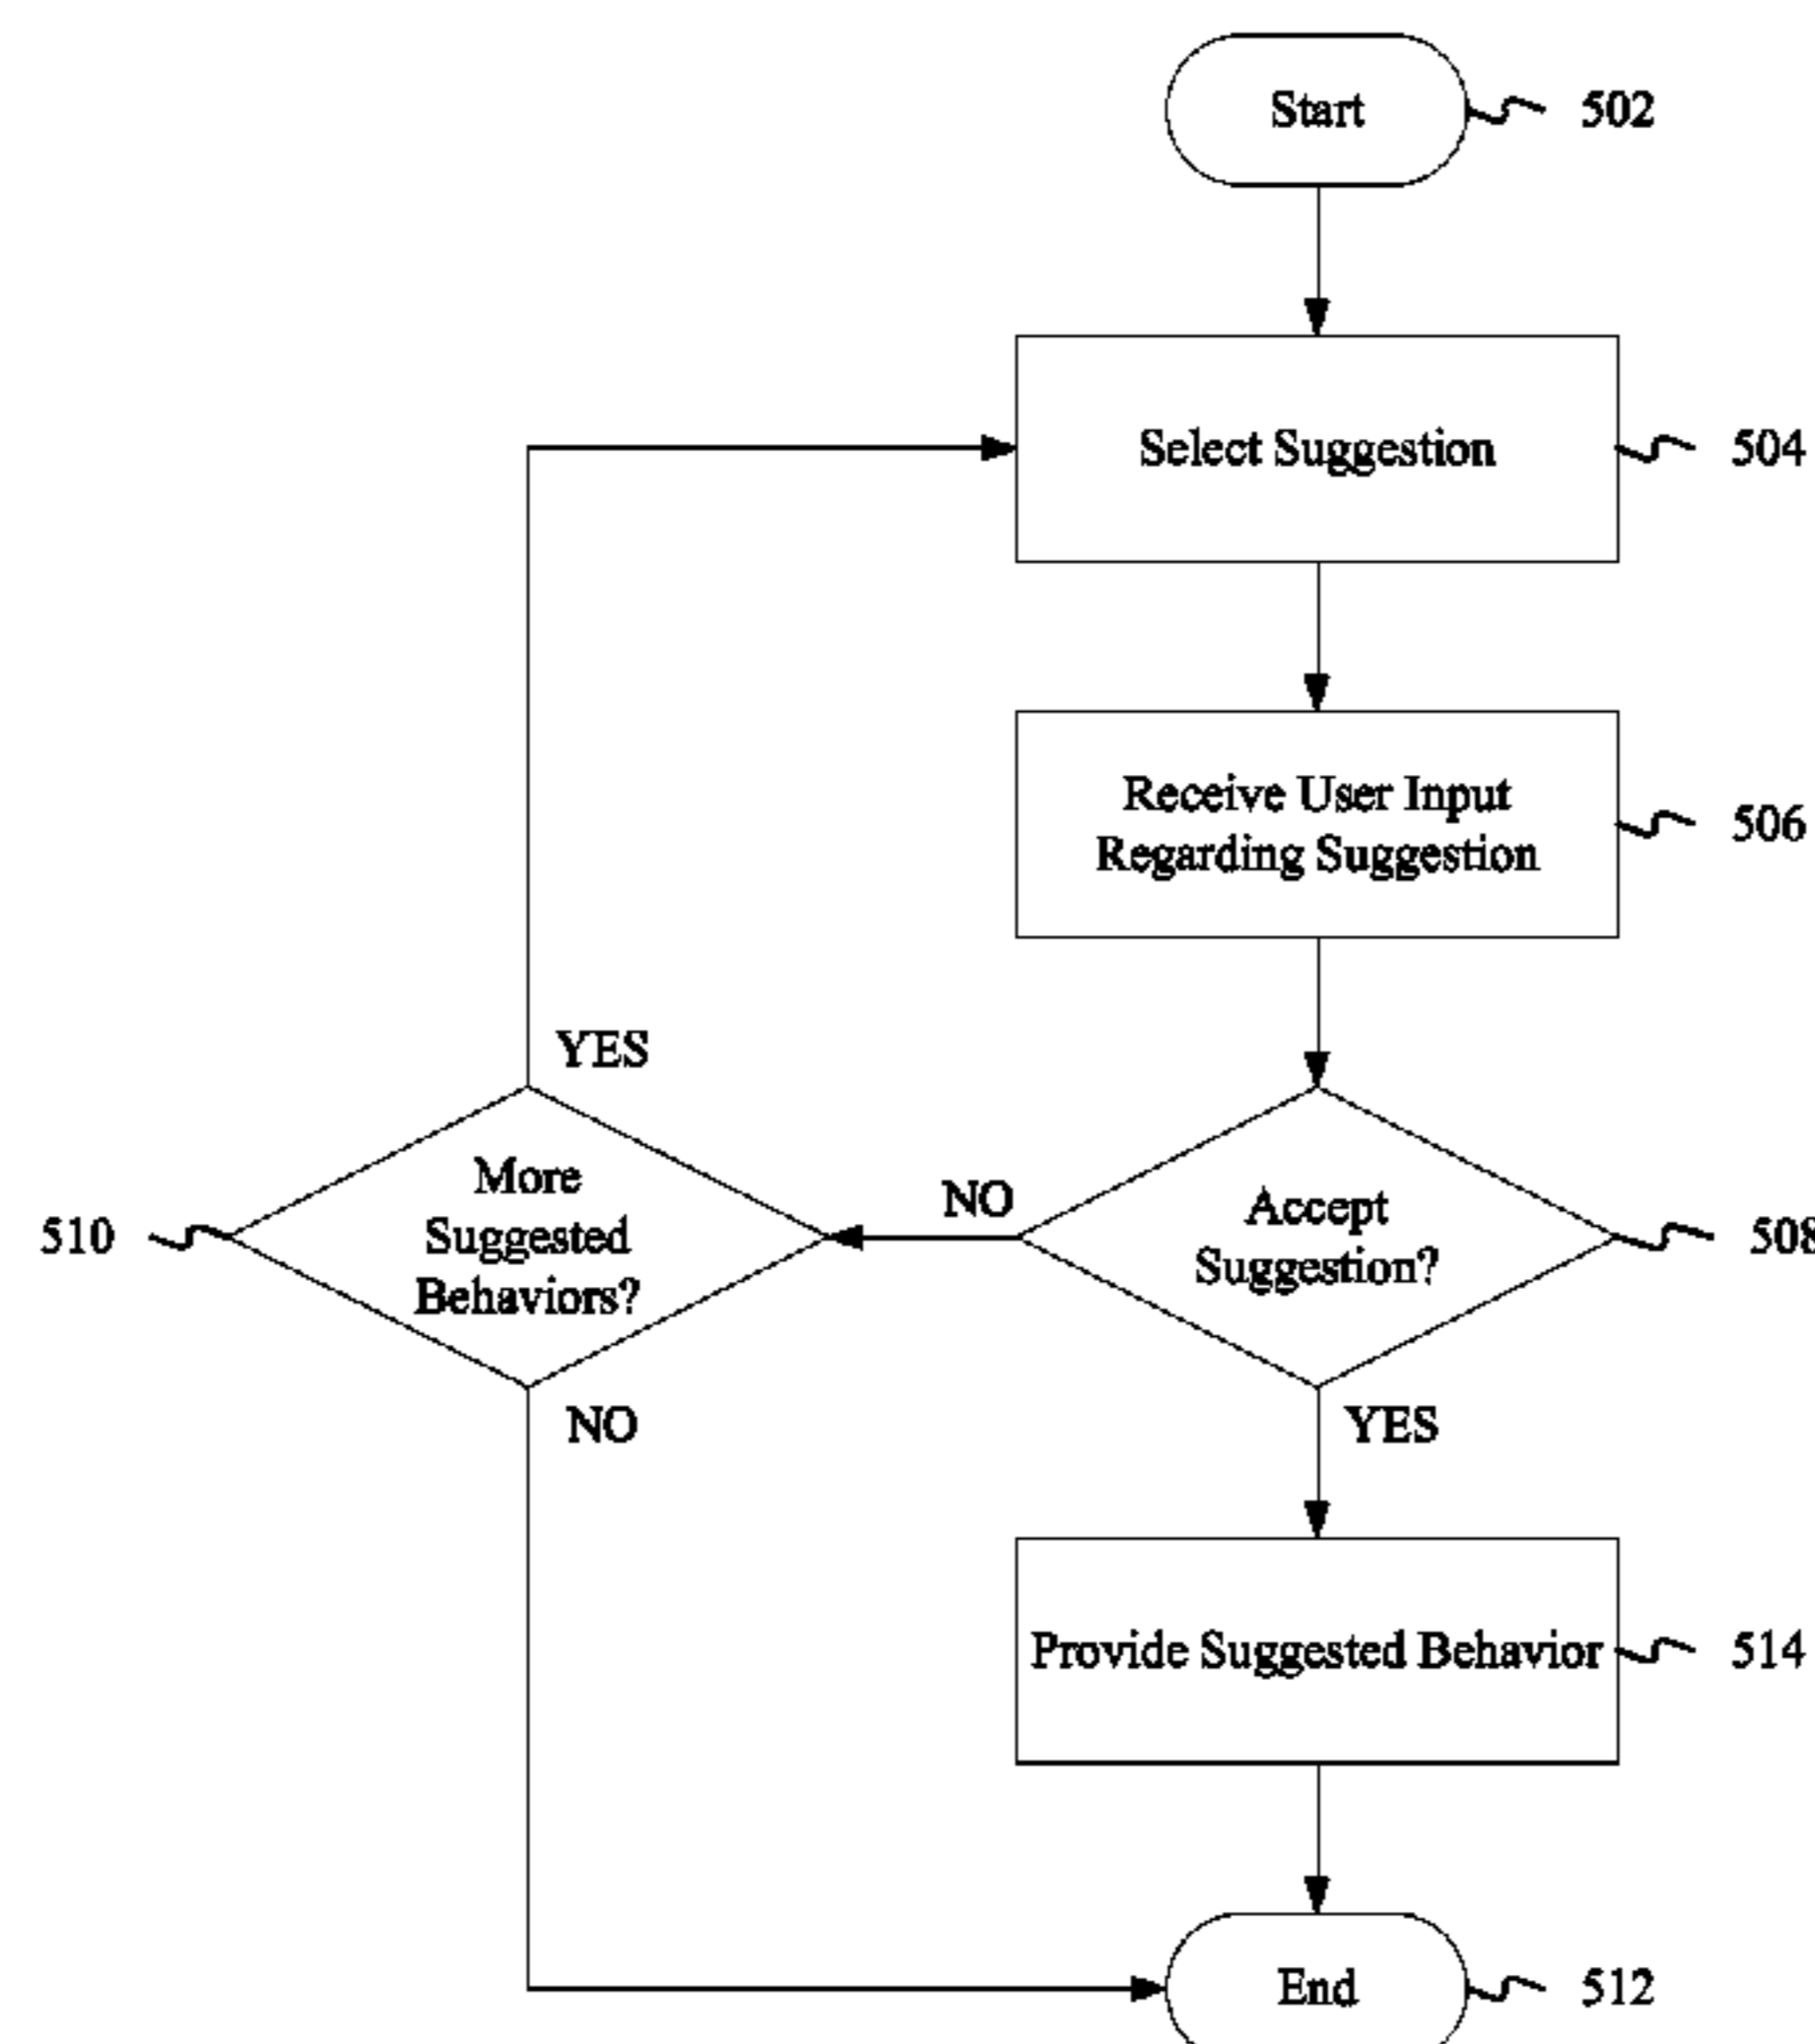 Start
502
Select Suggestion
504
Receive User Input
Regarding Suggestion
506
YES
More
Suggested
Behaviors?
510
NO
Accept
Suggestion?
508
NO
YES
Provide Suggested Behavior
514
End
512